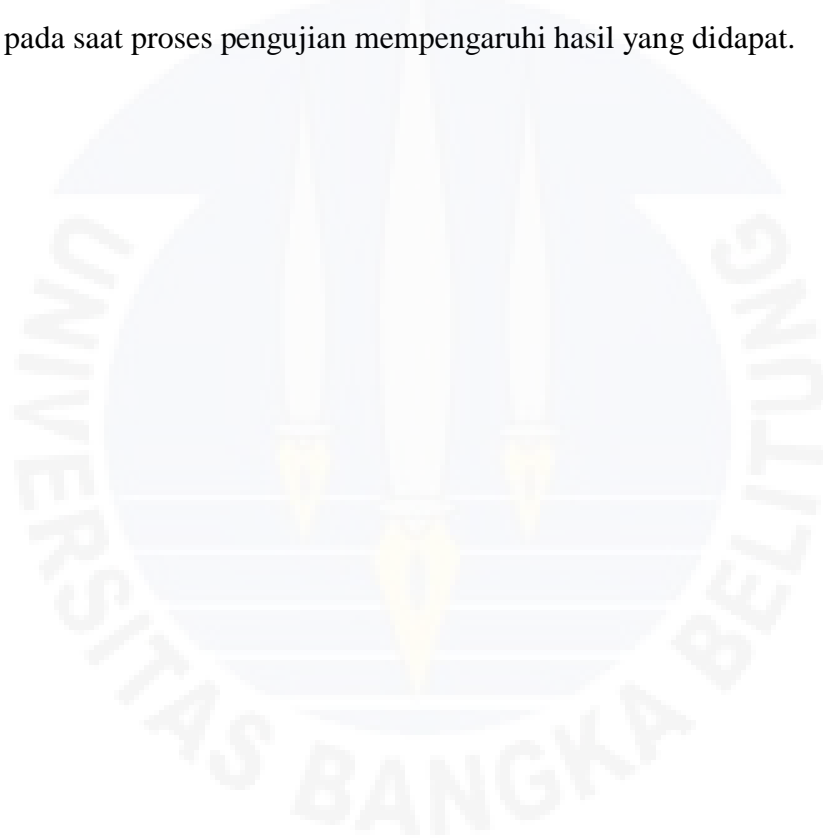 pada saat proses pengujian mempengaruhi hasil yang didapat.
UNIVERSITAS BANGKA BELITUNG